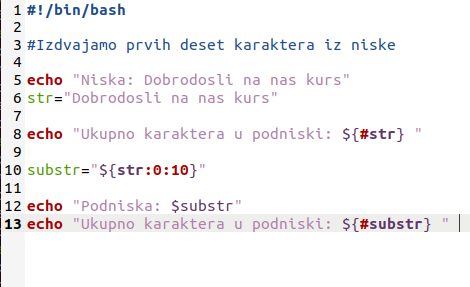 1 #!/bin/bash
2
3 #Izdvajamo prvih deset karaktera iz niske
4
5 echo "Niska: Dobrodosli na nas kurs"
6 str="Dobrodosli na nas kurs"
7
8 echo "Ukupno karaktera u podniski: ${#str} "
9
10 substr="${str:0:10}"
11
12 echo "Podniska: $substr"
13 echo "Ukupno karaktera u podniski: ${#substr} "